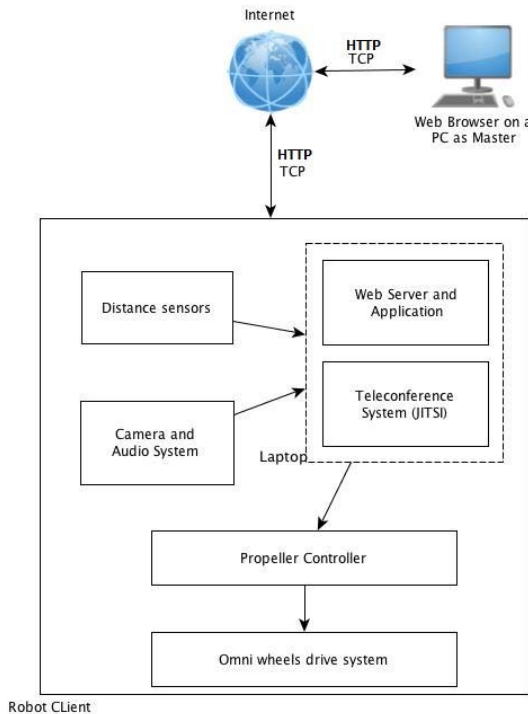 Internet
HTTP
TCP
Web Browser on a
PC as Master
HTTP
TCP
Distance sensors
Web Server and
Application
Camera and
Audio System
Teleconference
System (JITSI)
Laptop
Propeller Controller
Omni wheels drive system
Robot CLient